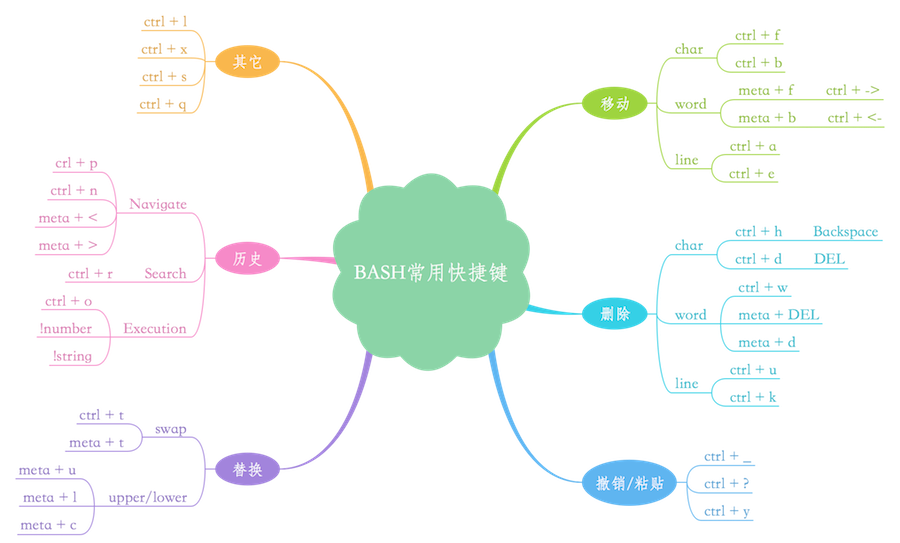 BASH常用快捷键
其它
ctrl + l
ctrl + x
ctrl + s
ctrl + q
历史
Navigate
crl + p
ctrl + n
meta + <
meta + >
Search
ctrl + r
Execution
ctrl + o
!number
!string
替换
swap
ctrl + t
meta + t
upper/lower
meta + u
meta + l
meta + c
移动
char
ctrl + f
ctrl + b
word
meta + f ctrl + ->
meta + b ctrl + <-
line
ctrl + a
ctrl + e
删除
char
ctrl + h Backspace
ctrl + d DEL
word
ctrl + w
meta + DEL
meta + d
line
ctrl + u
ctrl + k
撤销/粘贴
ctrl + _
ctrl + ?
ctrl + y